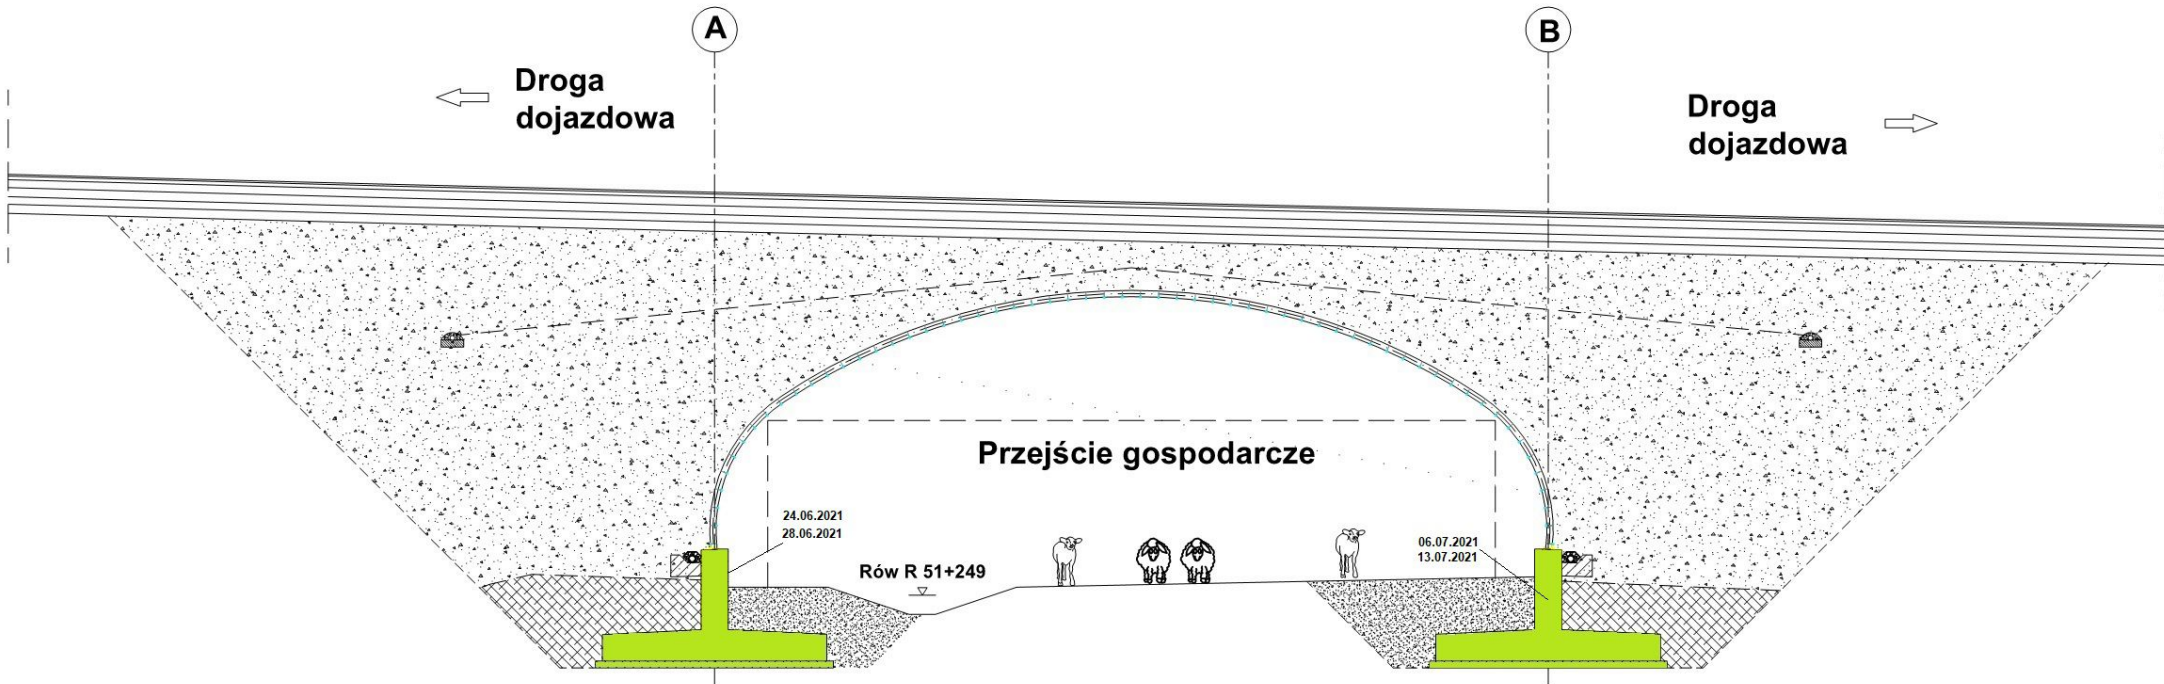 A
B
Droga
dojazdowa
Droga
dojazdowa
Przejście gospodarcze
24.06.2021
28.06.2021
06.07.2021
13.07.2021
Rów R 51+249